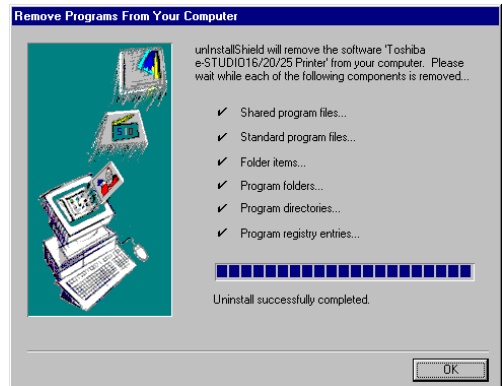 Remove Programs From Your Computer
unInstallShield will remove the software 'Toshiba
e-STUDIO16/20/25 Printer' from your computer. Please
wait while each of the following components is removed...
✔ Shared program files...
✔ Standard program files...
✔ Folder items...
✔ Program folders...
✔ Program directories...
✔ Program registry entries...
Uninstall successfully completed.
OK